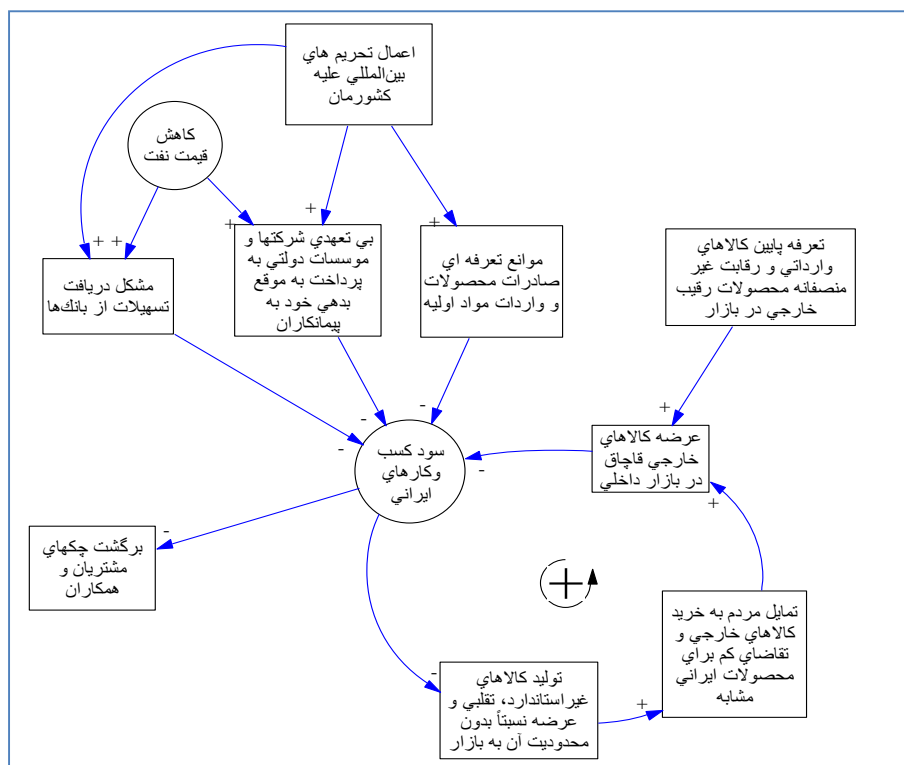 اعمال تحريم هاي
بين‌المللي عليه
كشورمان
كاهش
قيمت نفت
+
+
+
+
+ +
مشكل دريافت
تسهيلات از بانك‌ها
بي تعهدي شركتها و
موسسات دولتي به
پرداخت به موقع
بدهي خود به
پيمانكاران
موانع تعرفه اي
صادرات محصولات
و واردات مواد اوليه
تعرفه پايين كالاهاي
وارداتي و رقابت غير
منصفانه محصولات رقيب
خارجي در بازار
-
-
-
-
سود كسب
وكارهاي
ايراني
عرضه كالاهاي
خارجي قاچاق
در بازار داخلي
+
-
برگشت چكهاي
مشتريان و
همكاران
+
تمايل مردم به خريد
كالاهاي خارجي و
تقاضاي كم براي
محصولات ايراني
مشابه
-
+
توليد كالاهاي
غيراستاندارد، تقلبي و
عرضه نسبتاً بدون
محدوديت آن به بازار